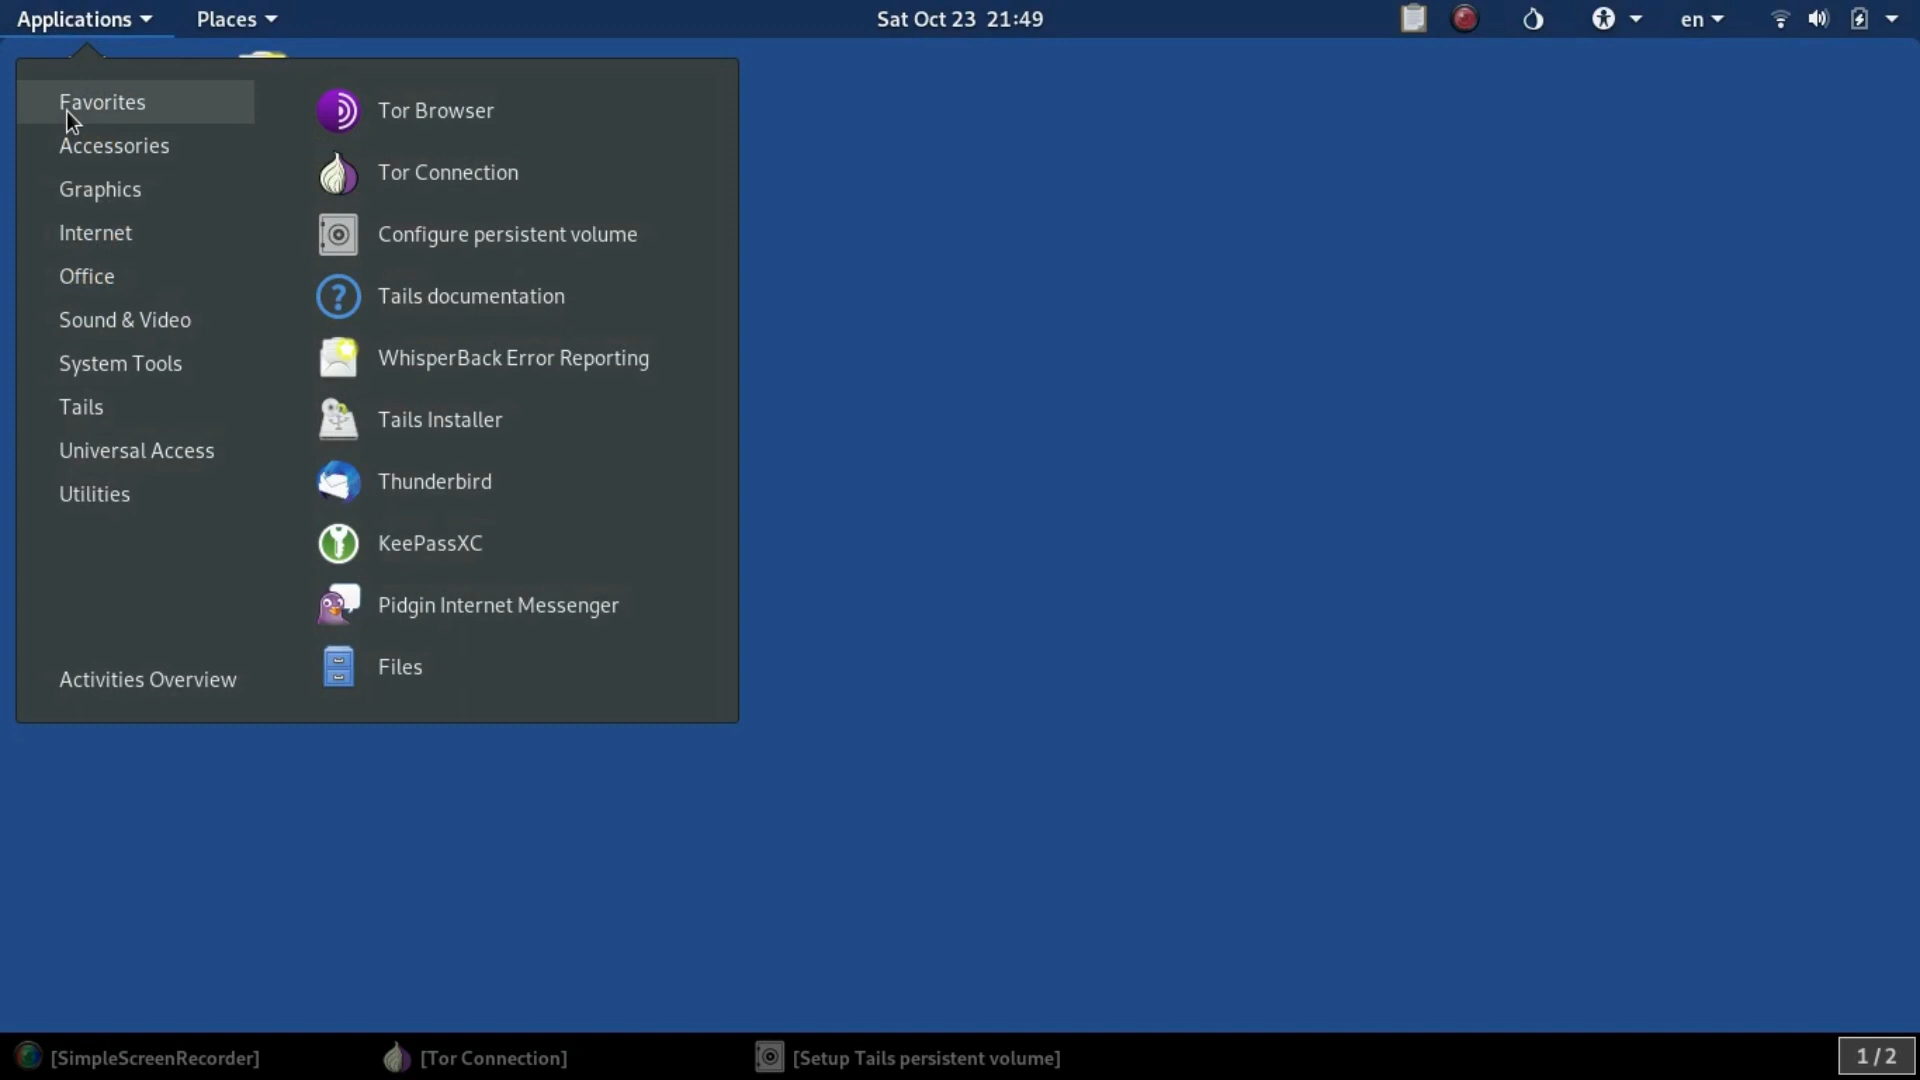 Applications Places Sat Oct 23 21:49 en
Favorites
Accessories
Graphics
Internet
Office
Sound & Video
System Tools
Tails
Universal Access
Utilities
Activities Overview
Tor Browser
Tor Connection
Configure persistent volume
Tails documentation
WhisperBack Error Reporting
Tails Installer
Thunderbird
KeePassXC
Pidgin Internet Messenger
Files
[SimpleScreenRecorder] [Tor Connection] [Setup Tails persistent volume] 1 / 2